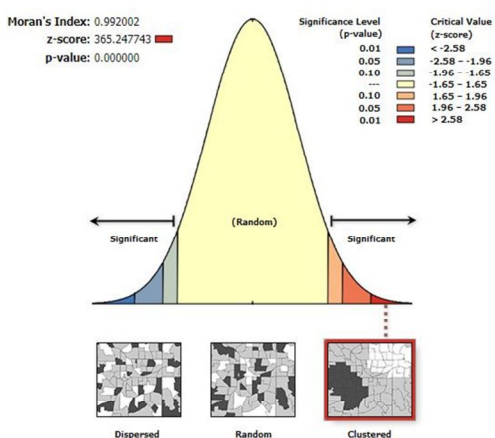 Moran's Index: 0.992002
z-score: 365.247743
p-value: 0.000000
Significance Level (p-value)
Critical Value (z-score)
0.01 < -2.58
0.05 -2.58 – -1.96
0.10 -1.96 – -1.65
--- -1.65 – 1.65
0.10 1.65 – 1.96
0.05 1.96 – 2.58
0.01 > 2.58
Significant
(Random)
Significant
Dispersed
Random
Clustered